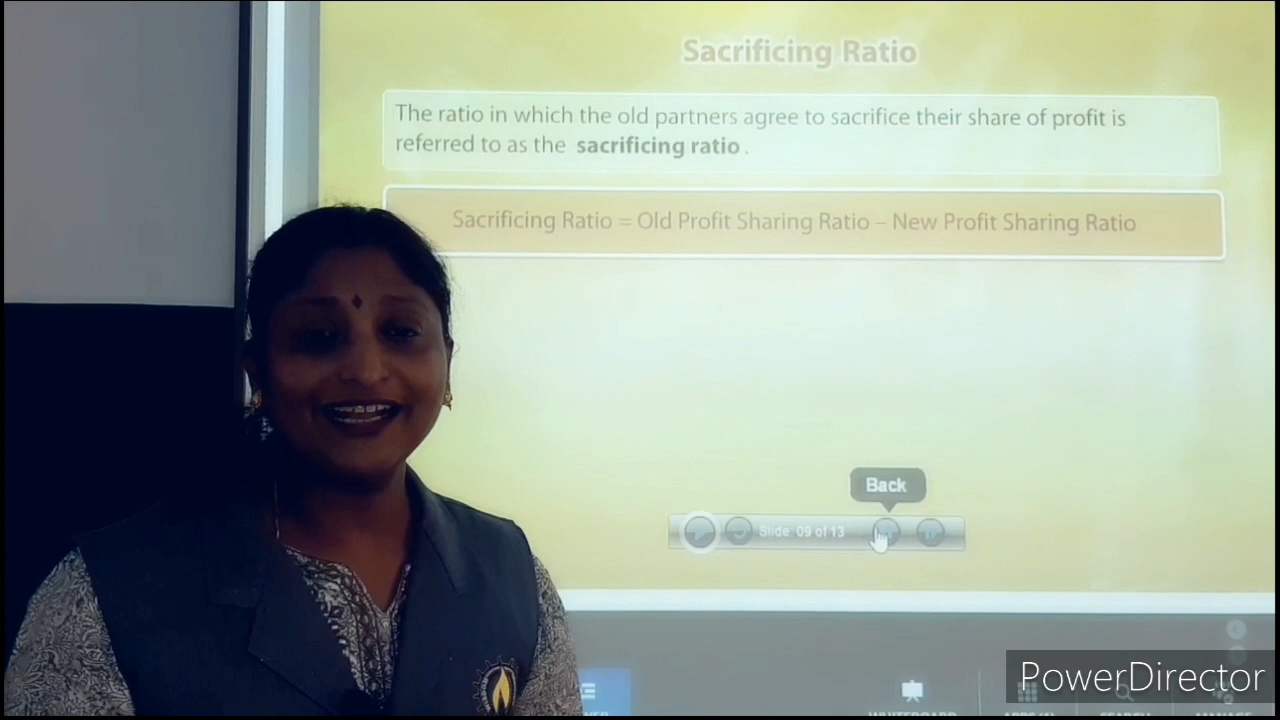 Sacrificing Ratio
The ratio in which the old partners agree to sacrifice their share of profit is
referred to as the sacrificing ratio .
Sacrificing Ratio = Old Profit Sharing Ratio – New Profit Sharing Ratio
Back
Slide: 09 of 13
PowerDirector
WHITEBOARD